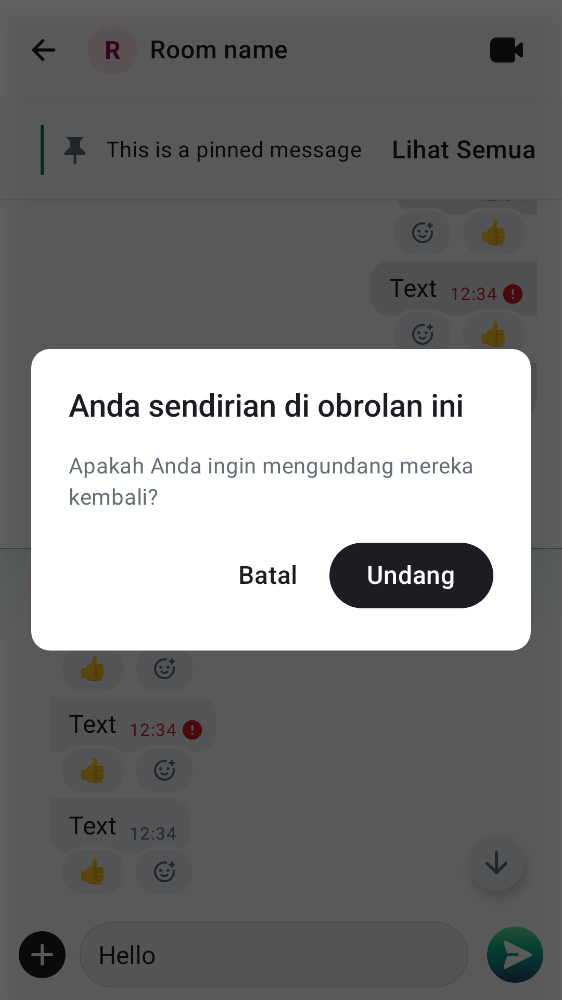 R Room name
This is a pinned message Lihat Semua
Text 12:34
Anda sendirian di obrolan ini
Apakah Anda ingin mengundang mereka
kembali?
Batal Undang
Text 12:34
Text 12:34
Hello